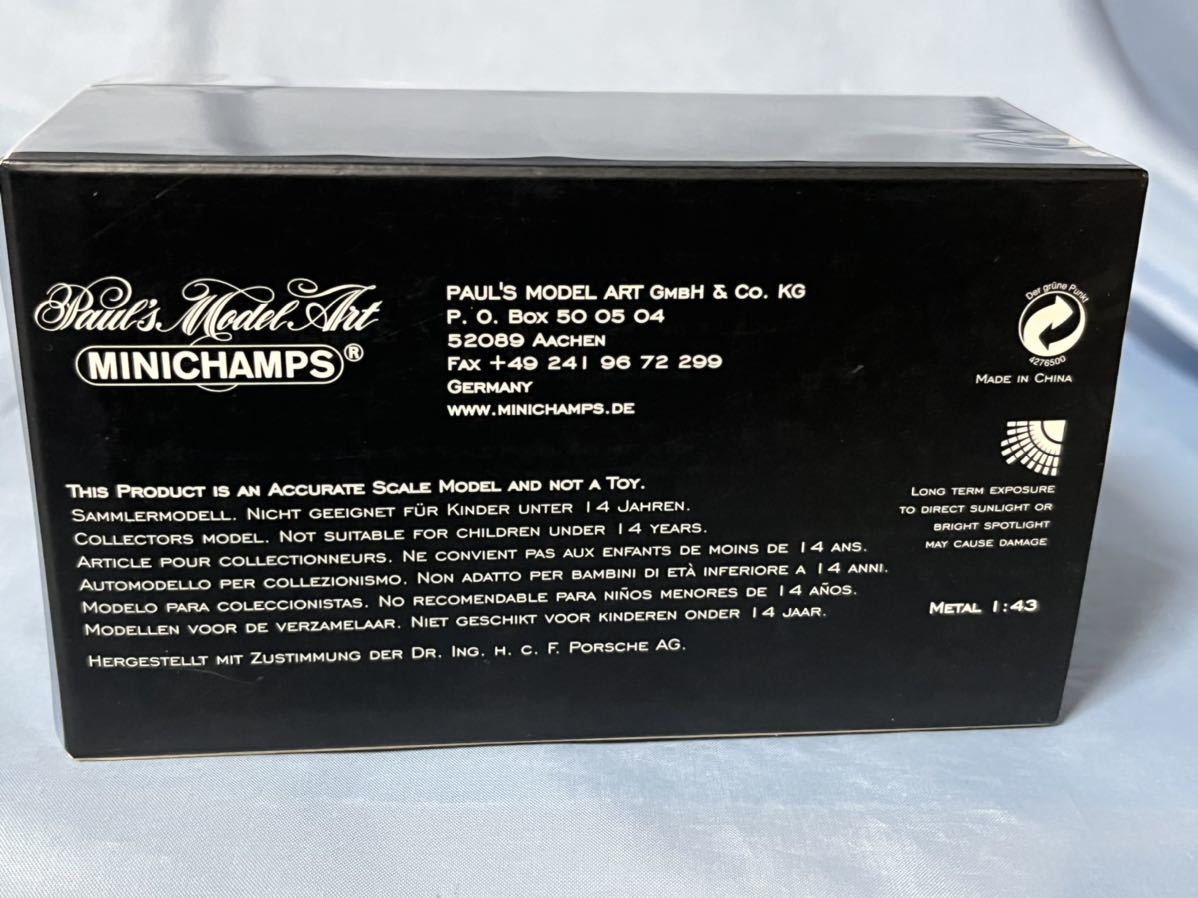 Paul's Model Art
MINICHAMPS®
PAUL'S MODEL ART GMBH & CO. KG
P. O. BOX 50 05 04
52089 AACHEN
FAX +49 241 96 72 299
GERMANY
WWW.MINICHAMPS.DE
Der grüne Punkt
4276500
MADE IN CHINA
THIS PRODUCT IS AN ACCURATE SCALE MODEL AND NOT A TOY.
SAMMLERMODELL. NICHT GEEIGNET FÜR KINDER UNTER 14 JAHREN.
COLLECTORS MODEL. NOT SUITABLE FOR CHILDREN UNDER 14 YEARS.
ARTICLE POUR COLLECTIONNEURS. NE CONVIENT PAS AUX ENFANTS DE MOINS DE 14 ANS.
AUTOMODELLO PER COLLEZIONISMO. NON ADATTO PER BAMBINI DI ETÀ INFERIORE A 14 ANNI.
MODELO PARA COLECCIONISTAS. NO RECOMENDABLE PARA NIÑOS MENORES DE 14 AÑOS.
MODELLEN VOOR DE VERZAMELAAR. NIET GESCHIKT VOOR KINDEREN ONDER 14 JAAR.
HERGESTELLT MIT ZUSTIMMUNG DER DR. ING. H. C. F. PORSCHE AG.
LONG TERM EXPOSURE
TO DIRECT SUNLIGHT OR
BRIGHT SPOTLIGHT
MAY CAUSE DAMAGE
METAL 1:43